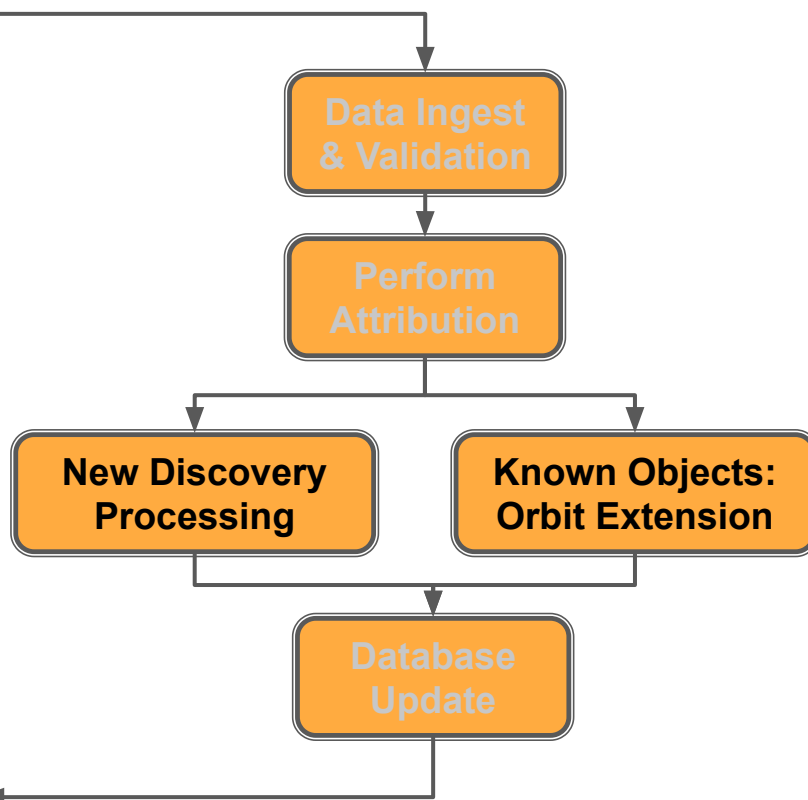 Data Ingest
& Validation
Perform
Attribution
New Discovery
Processing
Known Objects:
Orbit Extension
Database
Update